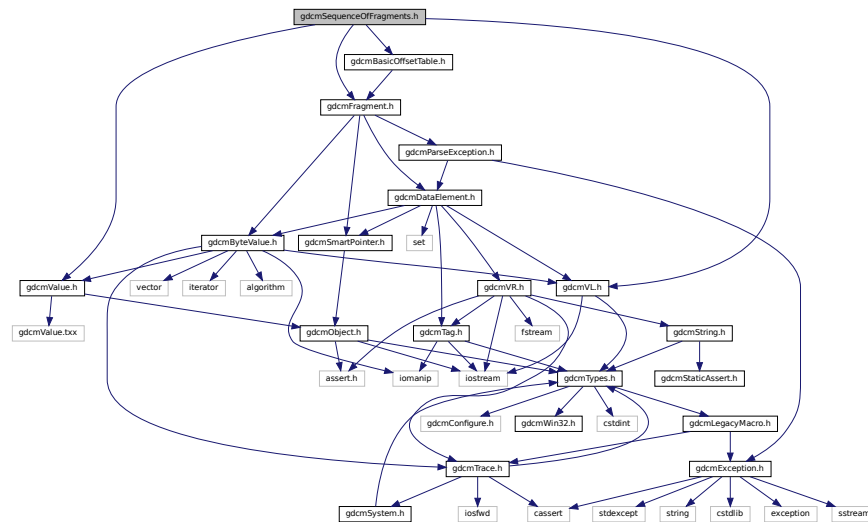 gdcmSequenceOfFragments.h
gdcmBasicOffsetTable.h
gdcmFragment.h
gdcmParseException.h
gdcmDataElement.h
gdcmByteValue.h
gdcmSmartPointer.h
set
gdcmValue.h
vector
iterator
algorithm
gdcmVR.h
gdcmVL.h
gdcmValue.txx
gdcmObject.h
gdcmTag.h
fstream
gdcmString.h
assert.h
iomanip
iostream
gdcmTypes.h
gdcmStaticAssert.h
gdcmConfigure.h
gdcmWin32.h
cstdint
gdcmLegacyMacro.h
gdcmTrace.h
gdcmException.h
gdcmSystem.h
iosfwd
cassert
stdexcept
string
cstdlib
exception
sstream